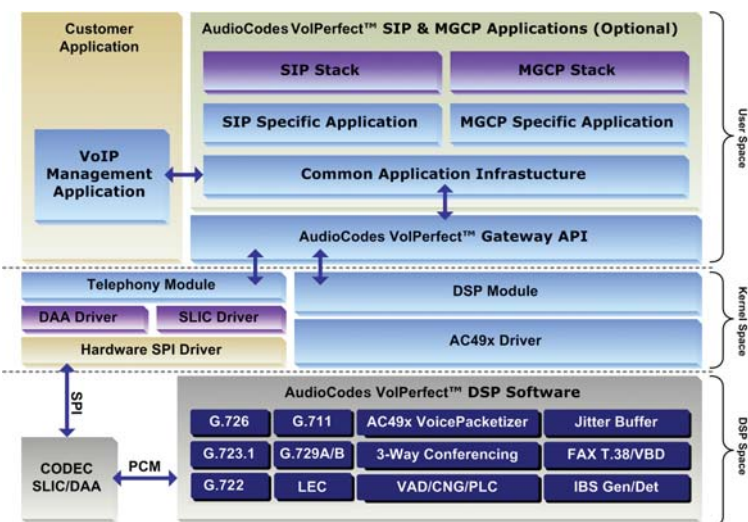 Customer
Application
AudioCodes VoIPerfect™ SIP & MGCP Applications (Optional)
SIP Stack
MGCP Stack
SIP Specific Application
MGCP Specific Application
VoIP
Management
Application
Common Application Infrastucture
AudioCodes VoIPerfect™ Gateway API
User Space
Telephony Module
DSP Module
DAA Driver
SLIC Driver
Hardware SPI Driver
AC49x Driver
Kernel Space
SPI
AudioCodes VoIPerfect™ DSP Software
G.726
G.711
AC49x VoicePacketizer
Jitter Buffer
G.723.1
G.729A/B
3-Way Conferencing
FAX T.38/VBD
G.722
LEC
VAD/CNG/PLC
IBS Gen/Det
CODEC
SLIC/DAA
PCM
DSP Space